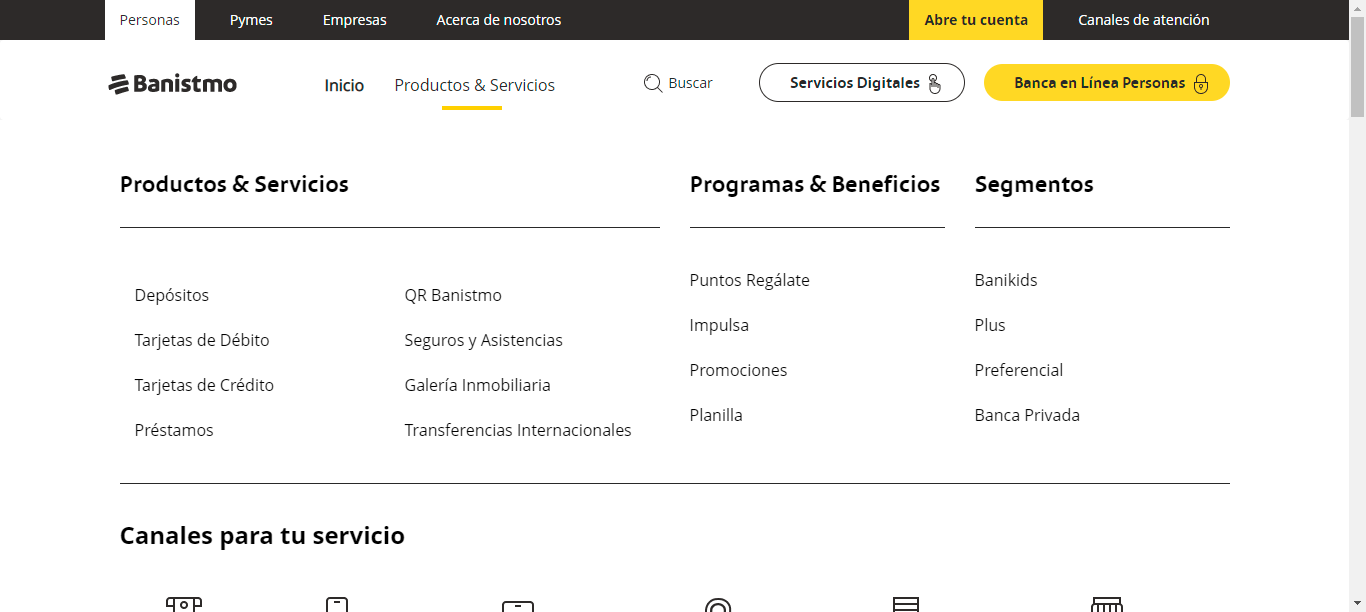 Personas Pymes Empresas Acerca de nosotros Abre tu cuenta Canales de atención
Banistmo Inicio Productos & Servicios Buscar Servicios Digitales Banca en Línea Personas
Productos & Servicios Programas & Beneficios Segmentos
Depósitos
Tarjetas de Débito
Tarjetas de Crédito
Préstamos
QR Banistmo
Seguros y Asistencias
Galería Inmobiliaria
Transferencias Internacionales
Puntos Regálate
Impulsa
Promociones
Planilla
Banikids
Plus
Preferencial
Banca Privada
Canales para tu servicio